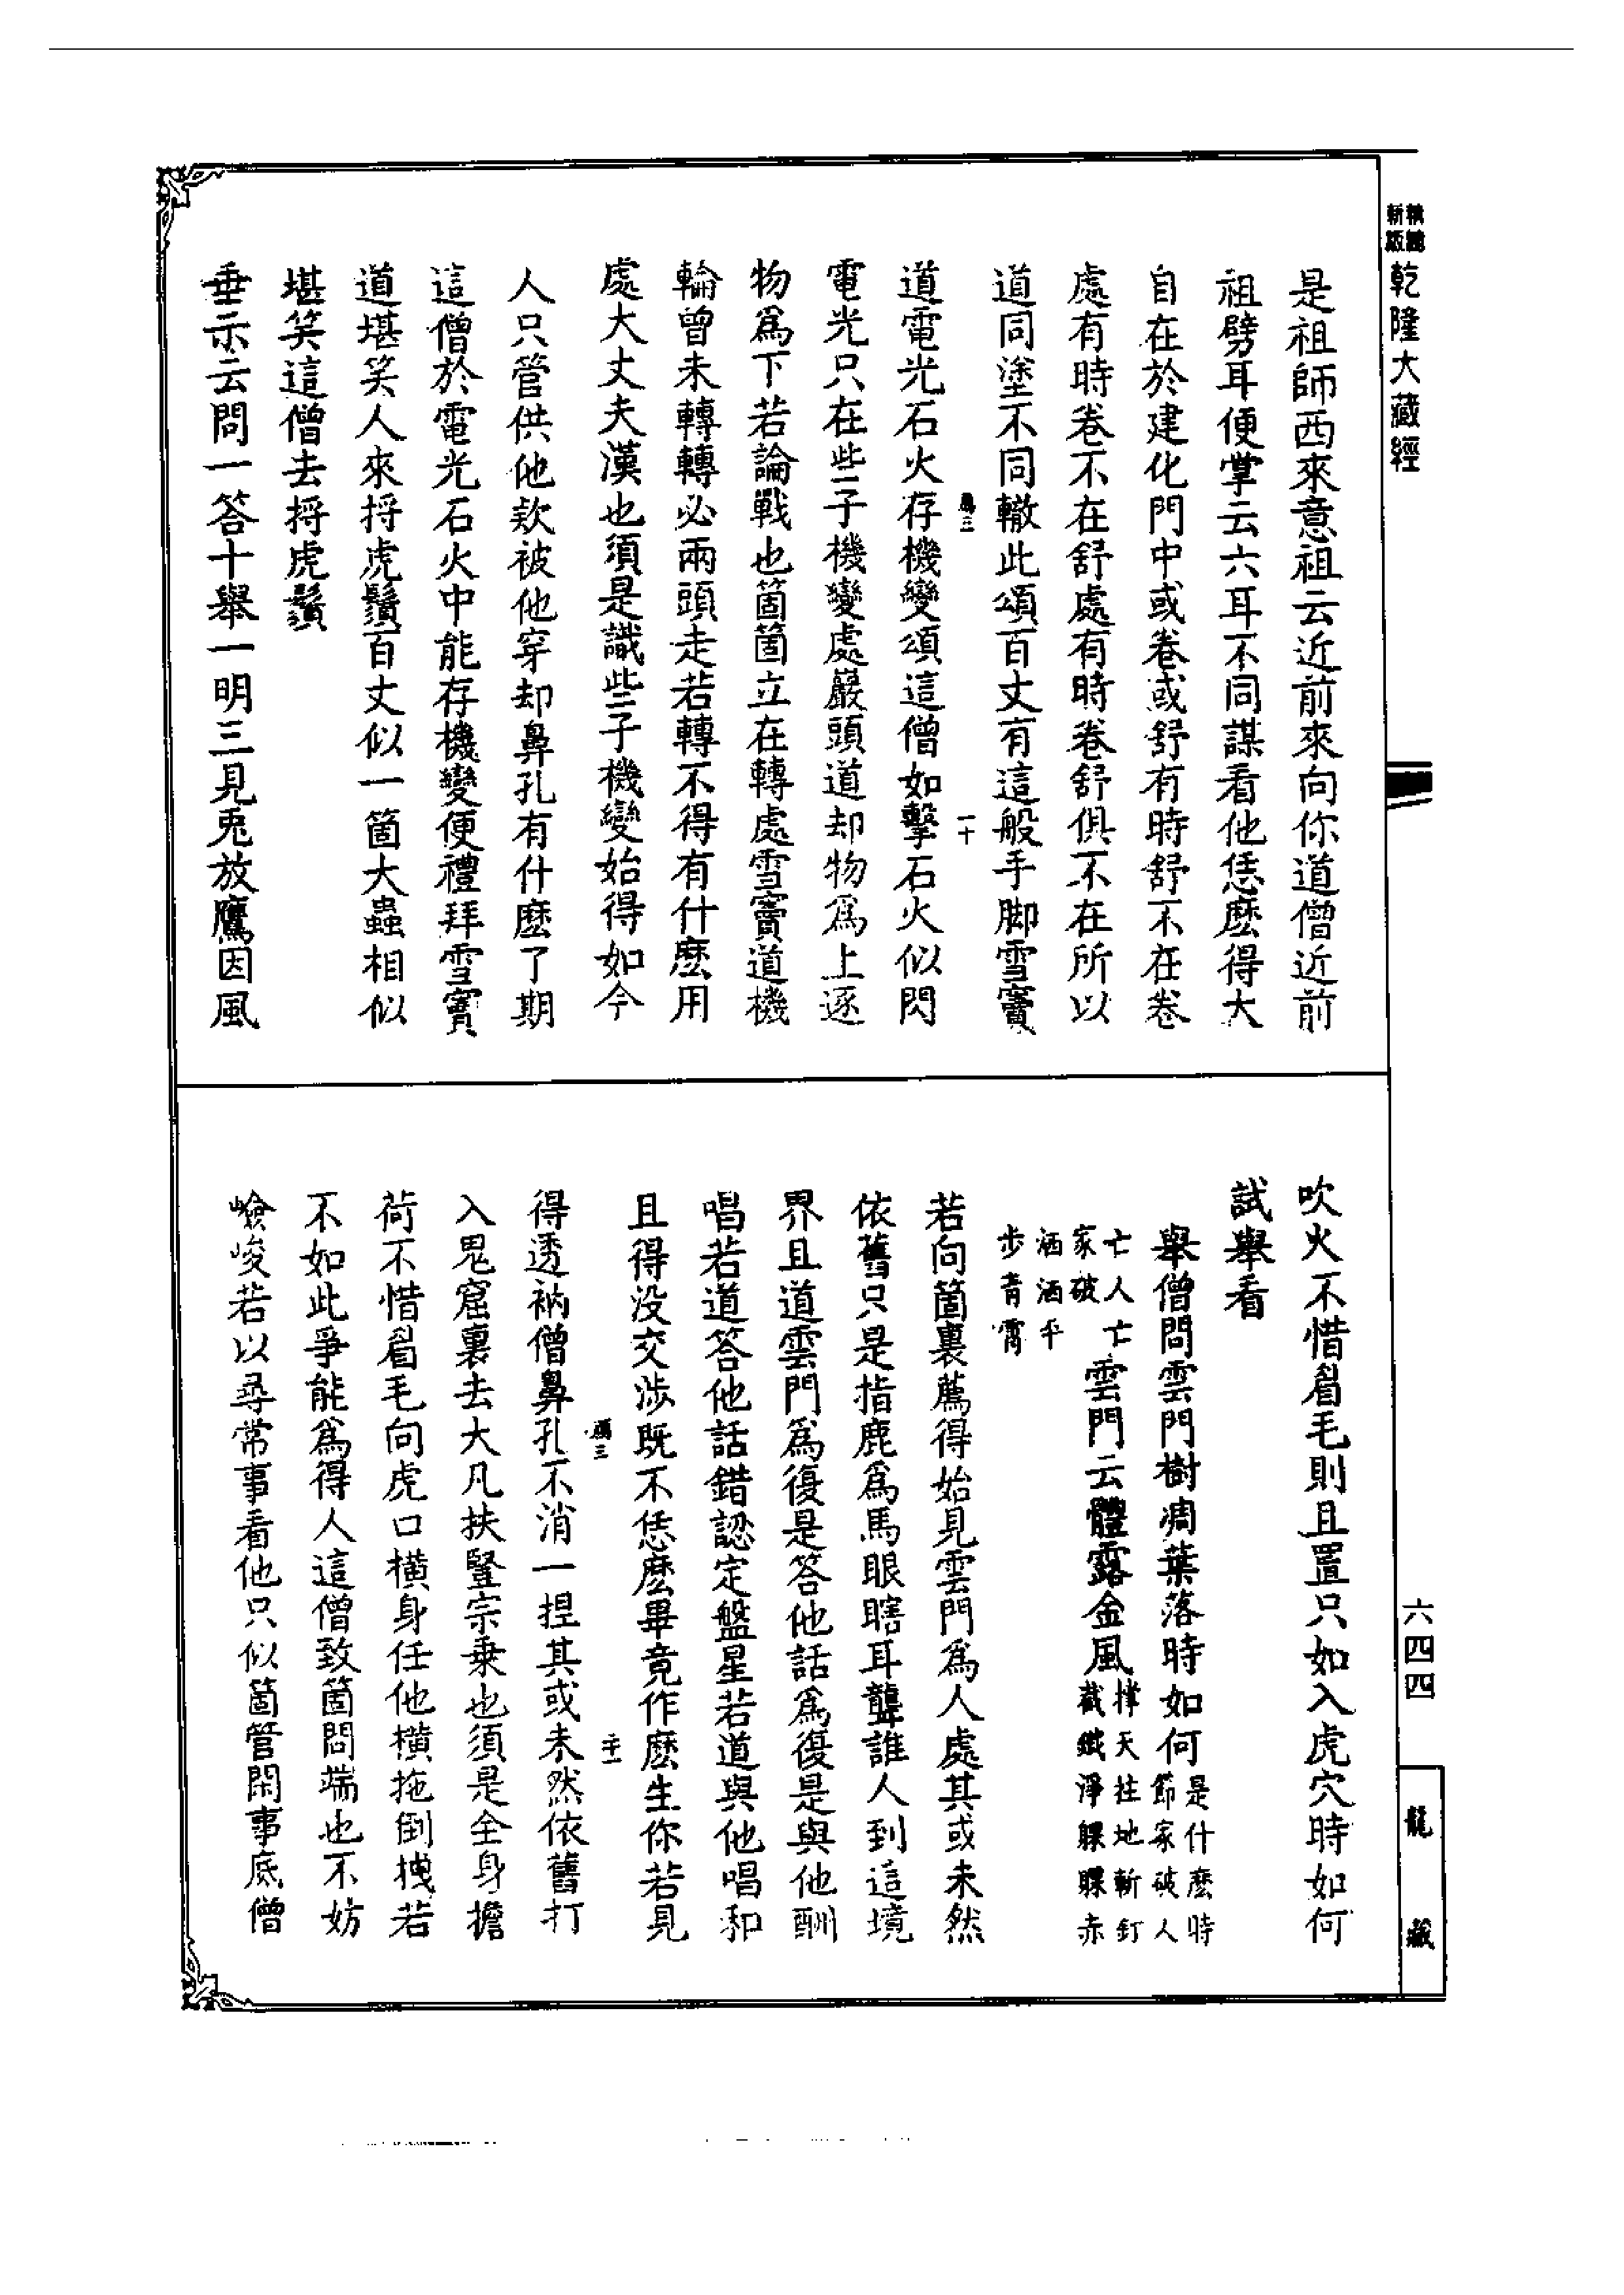 乾隆大藏經
是祖師西來意祖云近前來向你道僧近前
祖劈耳便掌云六耳不同謀看他恁麽得大
自在於建化門中或卷或舒有時舒不在卷
處有時卷不在舒處有時卷舒俱不在所以
道同塗不同轍此頌百丈有這般手脚雪竇
道電光石火存機變頌這僧如擊石火似閃
電光只在些子機變處巖頭道却物爲上逐
物爲下若論戰也箇箇立在轉處雪竇道機
輪曾未轉轉必兩頭走若轉不得有什麽用
處大丈夫漢也須是識些子機變始得如今
人只管供他欵被他穿却鼻孔有什麽了期
這僧於電光石火中能存機變便禮拜雪竇
道堪笑人來捋虎鬚百丈似一箇大蟲相似
堪笑這僧去捋虎鬚
垂示云問一答十舉一明三見兎放鷹因風
吹火不惜眉毛則且置只如入虎穴時如何
試舉看
舉僧問雲門樹凋葉落時如何是什麽時節家破人
亡人亡家破雲門云體露金風撑天拄地斬釘截鐵淨躶躶赤
洒洒平步青霄
若向箇裏薦得始見雲門爲人處其或未然
依舊只是指鹿爲馬眼瞎耳聾誰人到這境
界且道雲門爲復是答他話爲復是與他酬
唱若道答他話錯認定盤星若道與他唱和
且得没交涉既不恁麽畢竟作麽生你若見
得透衲僧鼻孔不消一揑其或未然依舊打
入鬼窟裏去大凡扶豎宗乗也須是全身擔
荷不惜眉毛向虎口橫身任他橫拖倒拽若
不如此爭能爲得人這僧致箇問端也不妨
嶮峻若以尋常事看他只似箇管閑事底僧
六四四
龍藏